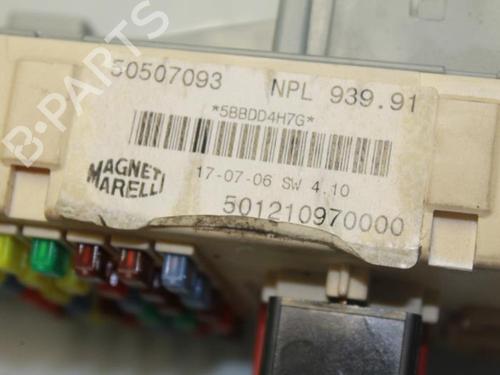 B-PARTS
50507093 NPL 939.91
*5BBDD4H7G*
MAGNETI
MARELLI
17-07-06 SW 4.10
501210970000